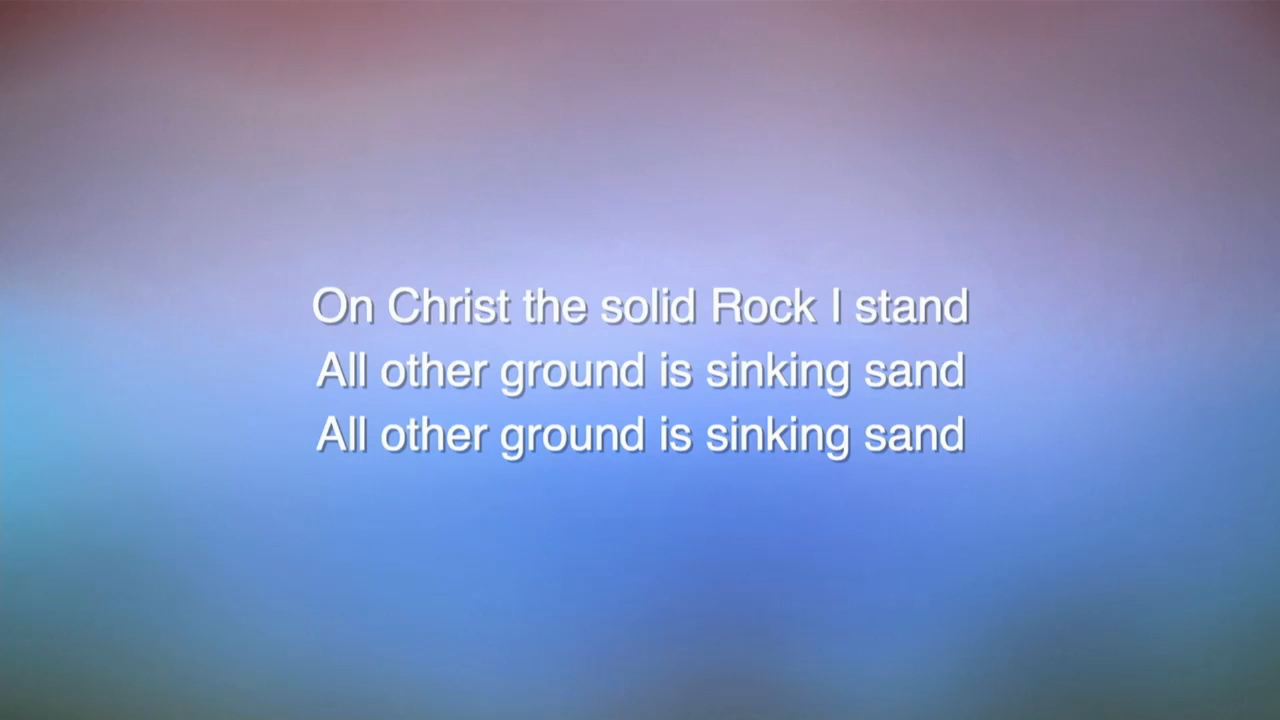 On Christ the solid Rock I stand
All other ground is sinking sand
All other ground is sinking sand